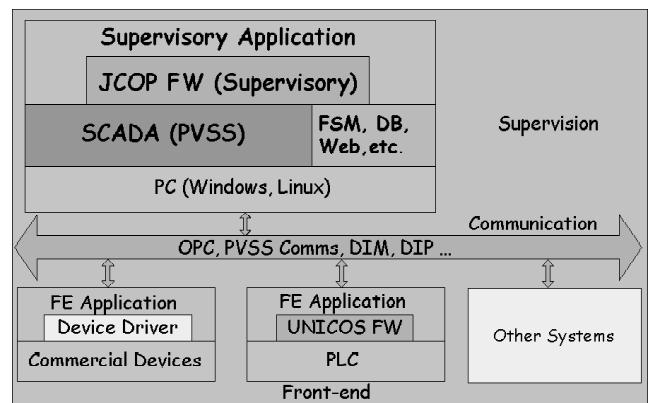 Supervisory Application
JCOP FW (Supervisory)
SCADA (PVSS)
FSM, DB,
Web,etc.
Supervision
PC (Windows, Linux)
Communication
OPC, PVSS Comms, DIM, DIP ...
FE Application
Device Driver
Commercial Devices
FE Application
UNICOS FW
PLC
Other Systems
Front-end